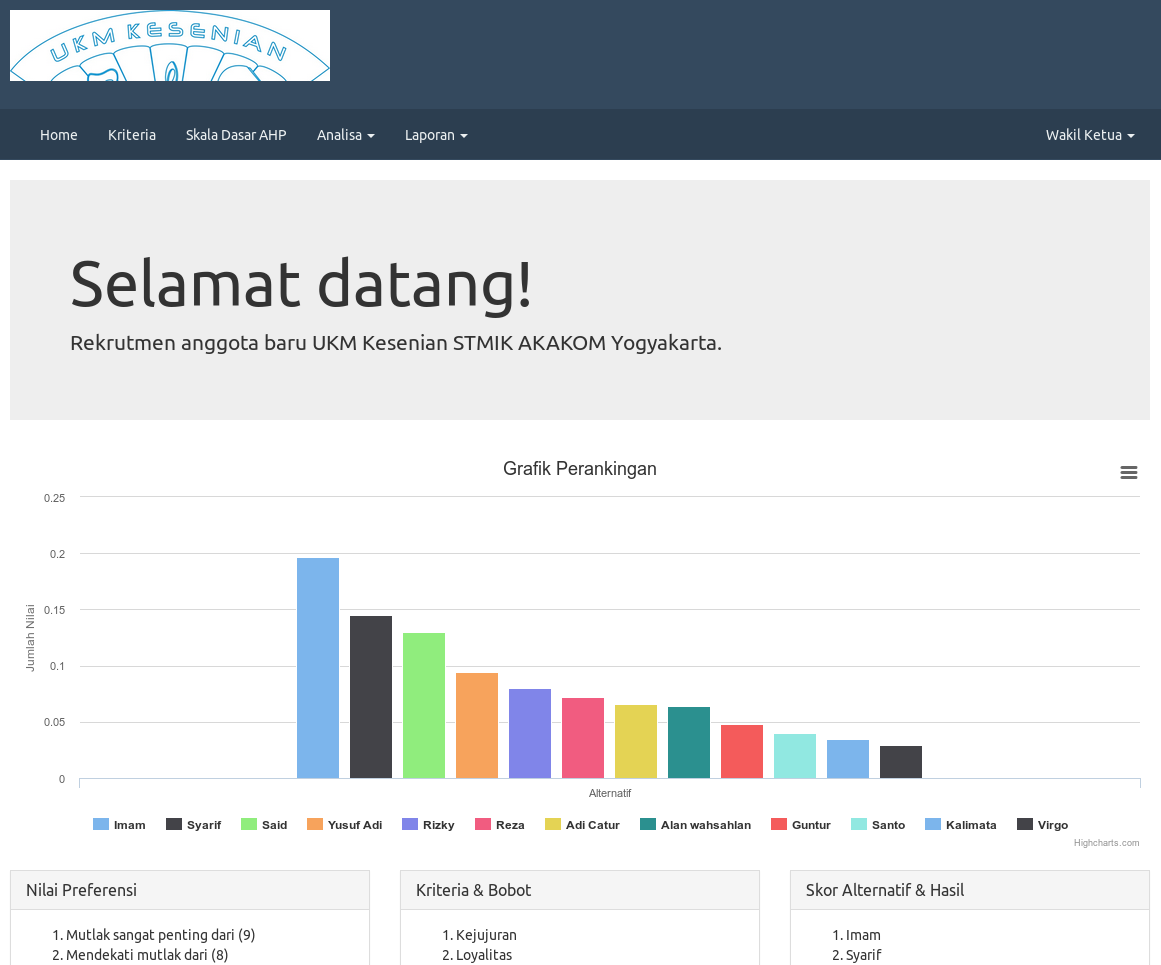 UKM KESENIAN
Home Kriteria Skala Dasar AHP Analisa Laporan Wakil Ketua
Selamat datang!
Rekrutmen anggota baru UKM Kesenian STMIK AKAKOM Yogyakarta.
Grafik Perankingan
Jumlah Nilai
0.25
0.2
0.15
0.1
0.05
0
Alternatif
Imam Syarif Said Yusuf Adi Rizky Reza Adi Catur Alan wahsahlan Guntur Santo Kalimata Virgo
Highcharts.com
Nilai Preferensi
1. Mutlak sangat penting dari (9)
2. Mendekati mutlak dari (8)
Kriteria & Bobot
1. Kejujuran
2. Loyalitas
Skor Alternatif & Hasil
1. Imam
2. Syarif